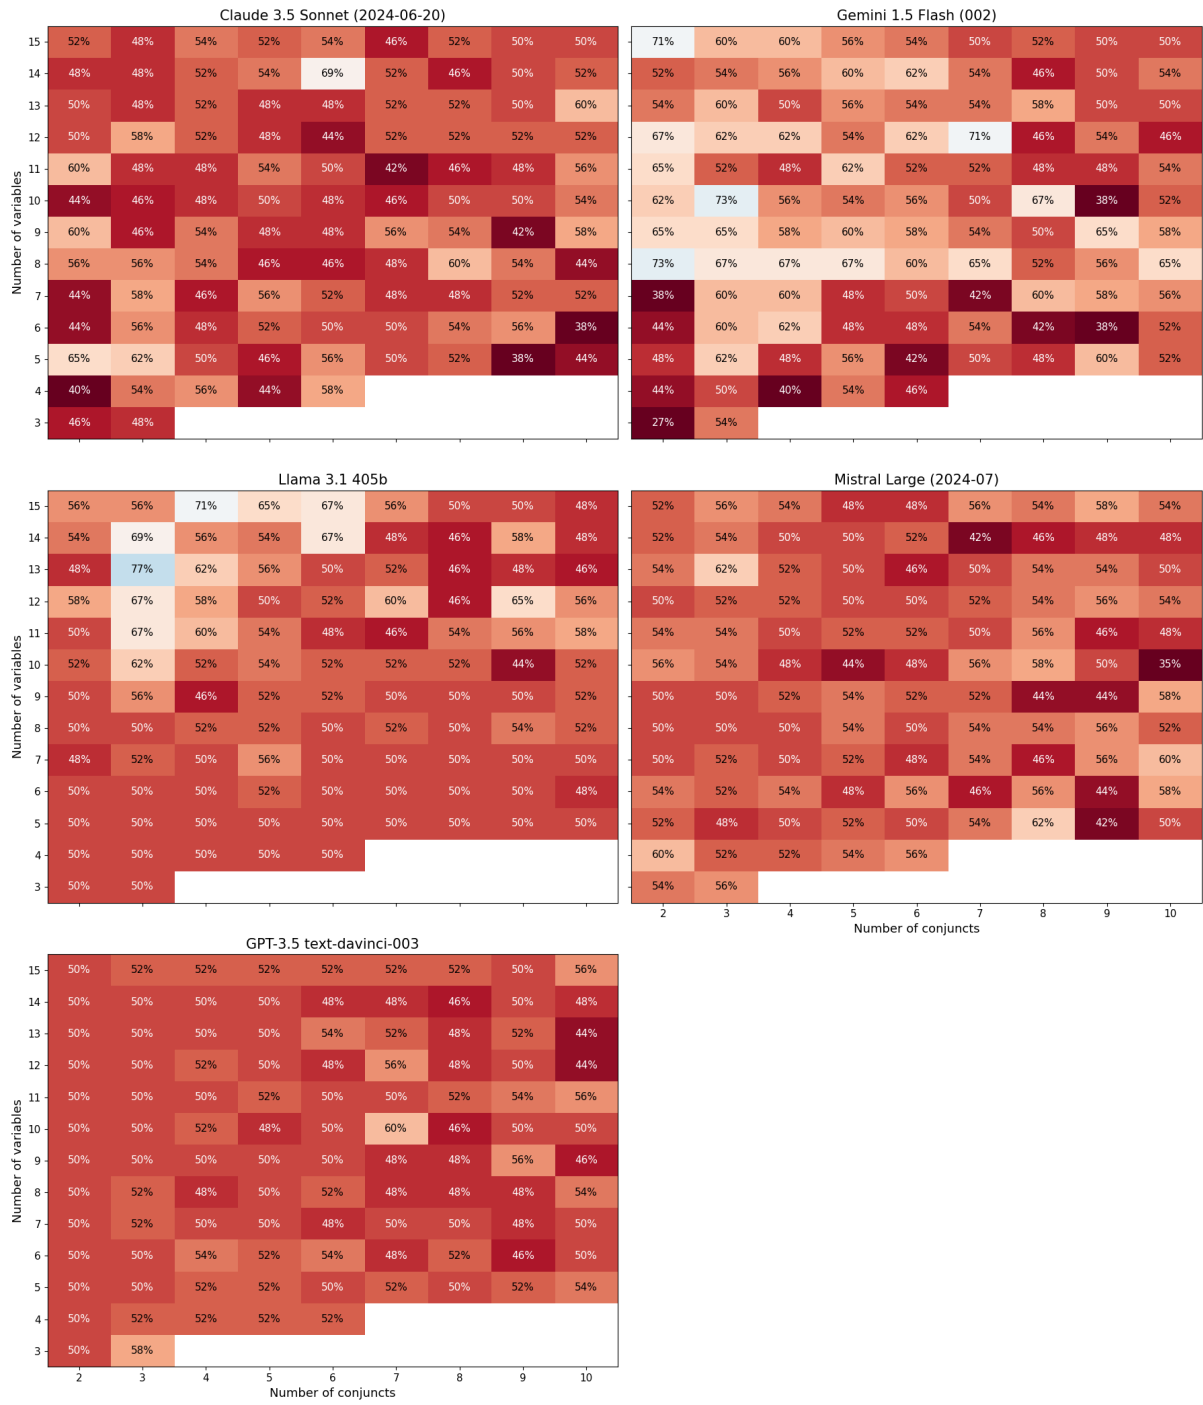 Claude 3.5 Sonnet (2024-06-20)
Number of variables
15 52% 48% 54% 52% 54% 46% 52% 50% 50%
14 48% 48% 52% 54% 69% 52% 46% 50% 52%
13 50% 48% 52% 48% 48% 52% 52% 50% 60%
12 50% 58% 52% 48% 44% 52% 52% 52% 52%
11 60% 48% 48% 54% 50% 42% 46% 48% 56%
10 44% 46% 48% 50% 48% 46% 50% 50% 54%
9 60% 46% 54% 48% 48% 56% 54% 42% 58%
8 56% 56% 54% 46% 46% 48% 60% 54% 44%
7 44% 58% 46% 56% 52% 48% 48% 52% 52%
6 44% 56% 48% 52% 50% 50% 54% 56% 38%
5 65% 62% 50% 46% 56% 50% 52% 38% 44%
4 40% 54% 56% 44% 58%
3 46% 48%
Gemini 1.5 Flash (002)
71% 60% 60% 56% 54% 50% 52% 50% 50%
52% 54% 56% 60% 62% 54% 46% 50% 54%
54% 60% 50% 56% 54% 54% 58% 50% 50%
67% 62% 62% 54% 62% 71% 46% 54% 46%
65% 52% 48% 62% 52% 52% 48% 48% 54%
62% 73% 56% 54% 56% 50% 67% 38% 52%
65% 65% 58% 60% 58% 54% 50% 65% 58%
73% 67% 67% 67% 60% 65% 52% 56% 65%
38% 60% 60% 48% 50% 42% 60% 58% 56%
44% 60% 62% 48% 48% 54% 42% 38% 52%
48% 62% 48% 56% 42% 50% 48% 60% 52%
44% 50% 40% 54% 46%
27% 54%
Llama 3.1 405b
Number of variables
15 56% 56% 71% 65% 67% 56% 50% 50% 48%
14 54% 69% 56% 54% 67% 48% 46% 58% 48%
13 48% 77% 62% 56% 50% 52% 46% 48% 46%
12 58% 67% 58% 50% 52% 60% 46% 65% 56%
11 50% 67% 60% 54% 48% 46% 54% 56% 58%
10 52% 62% 52% 54% 52% 52% 52% 44% 52%
9 50% 56% 46% 52% 52% 50% 50% 50% 52%
8 50% 50% 52% 52% 50% 52% 50% 54% 52%
7 48% 52% 50% 56% 50% 50% 50% 50% 50%
6 50% 50% 50% 52% 50% 50% 50% 50% 48%
5 50% 50% 50% 50% 50% 50% 50% 50% 50%
4 50% 50% 50% 50% 50%
3 50% 50%
Mistral Large (2024-07)
52% 56% 54% 48% 48% 56% 54% 58% 54%
52% 54% 50% 50% 52% 42% 46% 48% 48%
54% 62% 52% 50% 46% 50% 54% 54% 50%
50% 52% 52% 50% 50% 52% 54% 56% 54%
54% 54% 50% 52% 52% 50% 56% 46% 48%
56% 54% 48% 44% 48% 56% 58% 50% 35%
50% 50% 52% 54% 52% 52% 44% 44% 58%
50% 50% 50% 54% 50% 54% 54% 56% 52%
50% 52% 50% 52% 48% 56% 46% 56% 60%
54% 52% 54% 48% 56% 46% 56% 44% 58%
52% 48% 50% 52% 50% 54% 62% 42% 50%
60% 52% 52% 54% 56%
54% 56%
2 3 4 5 6 7 8 9 10
Number of conjuncts
GPT-3.5 text-davinci-003
Number of variables
15 50% 52% 52% 52% 52% 52% 52% 50% 56%
14 50% 50% 50% 50% 48% 48% 46% 50% 48%
13 50% 50% 50% 50% 54% 52% 48% 52% 44%
12 50% 50% 52% 50% 48% 56% 48% 50% 44%
11 50% 50% 50% 52% 50% 50% 52% 54% 56%
10 50% 50% 52% 48% 50% 60% 46% 50% 50%
9 50% 50% 50% 50% 50% 48% 48% 56% 46%
8 50% 52% 48% 50% 52% 48% 48% 48% 54%
7 50% 52% 50% 50% 48% 50% 50% 48% 50%
6 50% 50% 54% 52% 54% 48% 52% 46% 50%
5 50% 50% 52% 52% 50% 52% 50% 52% 54%
4 50% 52% 52% 52% 52%
3 50% 58%
2 3 4 5 6 7 8 9 10
Number of conjuncts